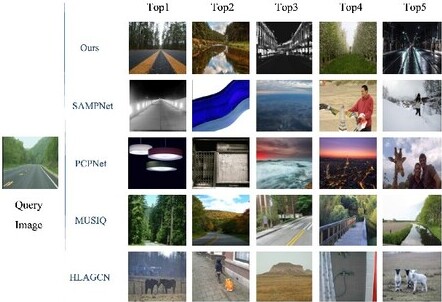 Top1 Top2 Top3 Top4 Top5
Ours
SAMPNet
PCPNet
Query
Image
MUSIQ
HLAGCN